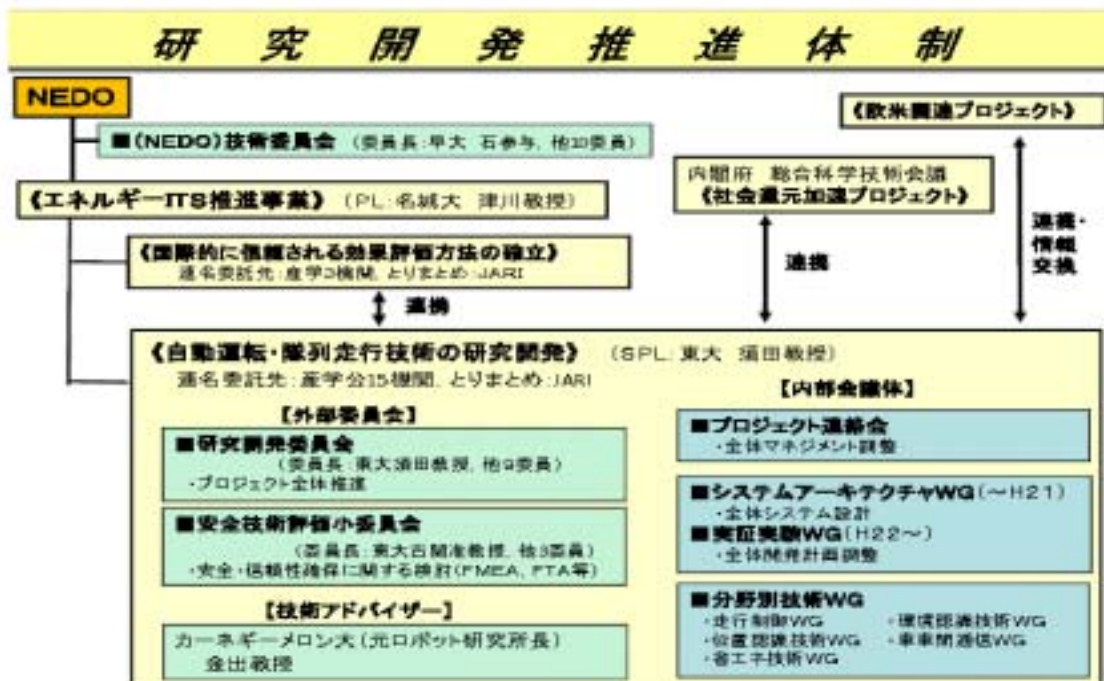 研究開発推進体制
NEDO
■(NEDO)技術委員会 (委員長:早大 石参与、他10委員)
《欧米関連プロジェクト》
内閣府 総合科学技術会議
《社会還元加速プロジェクト》
《エネルギーITS推進事業》 (PL:名城大 津川教授)
《国際的に信頼される効果評価方法の確立》
連名委託先:産学3機関、とりまとめ:JARI
連携
連携
連携・
情報
交換
《自動運転・隊列走行技術の研究開発》 (SPL:東大 須田教授)
連名委託先:産学公15機関、とりまとめ:JARI
【外部委員会】
■研究開発委員会
(委員長:東大須田教授、他9委員)
・プロジェクト全体推進
■安全技術評価小委員会
(委員長:東大古関准教授、他3委員)
・安全・信頼性確保に関する検討(FMEA、FTA等)
【技術アドバイザー】
カーネギーメロン大(元ロボット研究所長)
金出教授
【内部会議体】
■プロジェクト連絡会
・全体マネジメント調整
■システムアーキテクチャWG(~H21)
・全体システム設計
■実証実験WG(H22~)
・全体開発計画調整
■分野別技術WG
・走行制御WG ・環境認識技術WG
・位置認識技術WG ・車車間通信WG
・省エネ技術WG